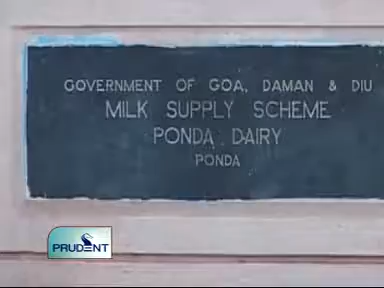 GOVERNMENT OF GOA, DAMAN & DIU
MILK SUPPLY SCHEME
PONDA DAIRY
PONDA
PRUDENT